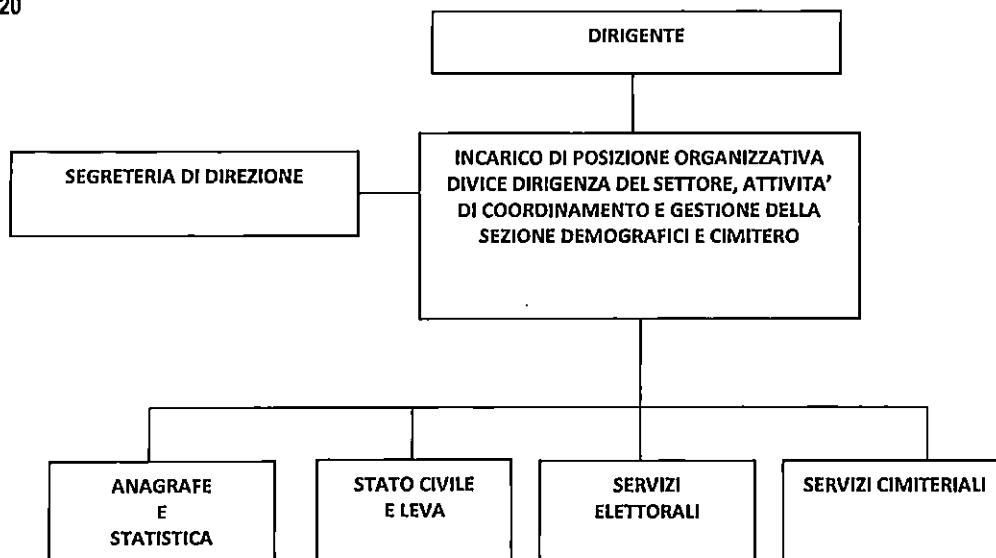 20
DIRIGENTE
SEGRETERIA DI DIREZIONE
INCARICO DI POSIZIONE ORGANIZZATIVA
DIVICE DIRIGENZA DEL SETTORE, ATTIVITA'
DI COORDINAMENTO E GESTIONE DELLA
SEZIONE DEMOGRAFICI E CIMITERO
ANAGRAFE
E
STATISTICA
STATO CIVILE
E LEVA
SERVIZI
ELETTORALI
SERVIZI CIMITERIALI